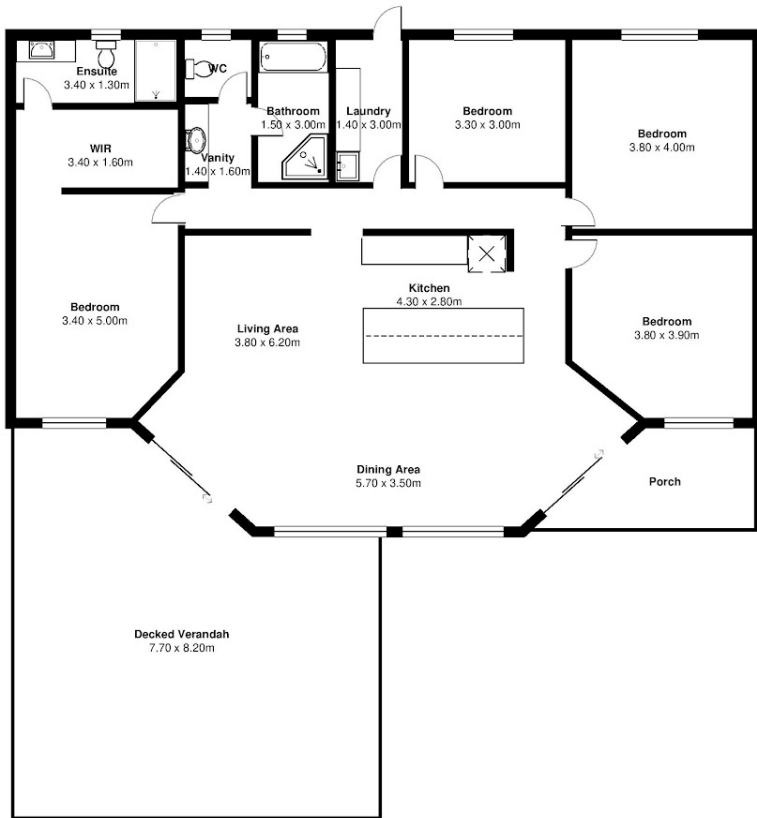 Ensuite
3.40 x 1.30m
WC
Bathroom
1.50 x 3.00m
Laundry
1.40 x 3.00m
Bedroom
3.30 x 3.00m
Bedroom
3.80 x 4.00m
WIR
3.40 x 1.60m
Vanity
1.40 x 1.60m
Bedroom
3.40 x 5.00m
Living Area
3.80 x 6.20m
Kitchen
4.30 x 2.80m
Bedroom
3.80 x 3.90m
Dining Area
5.70 x 3.50m
Porch
Decked Verandah
7.70 x 8.20m